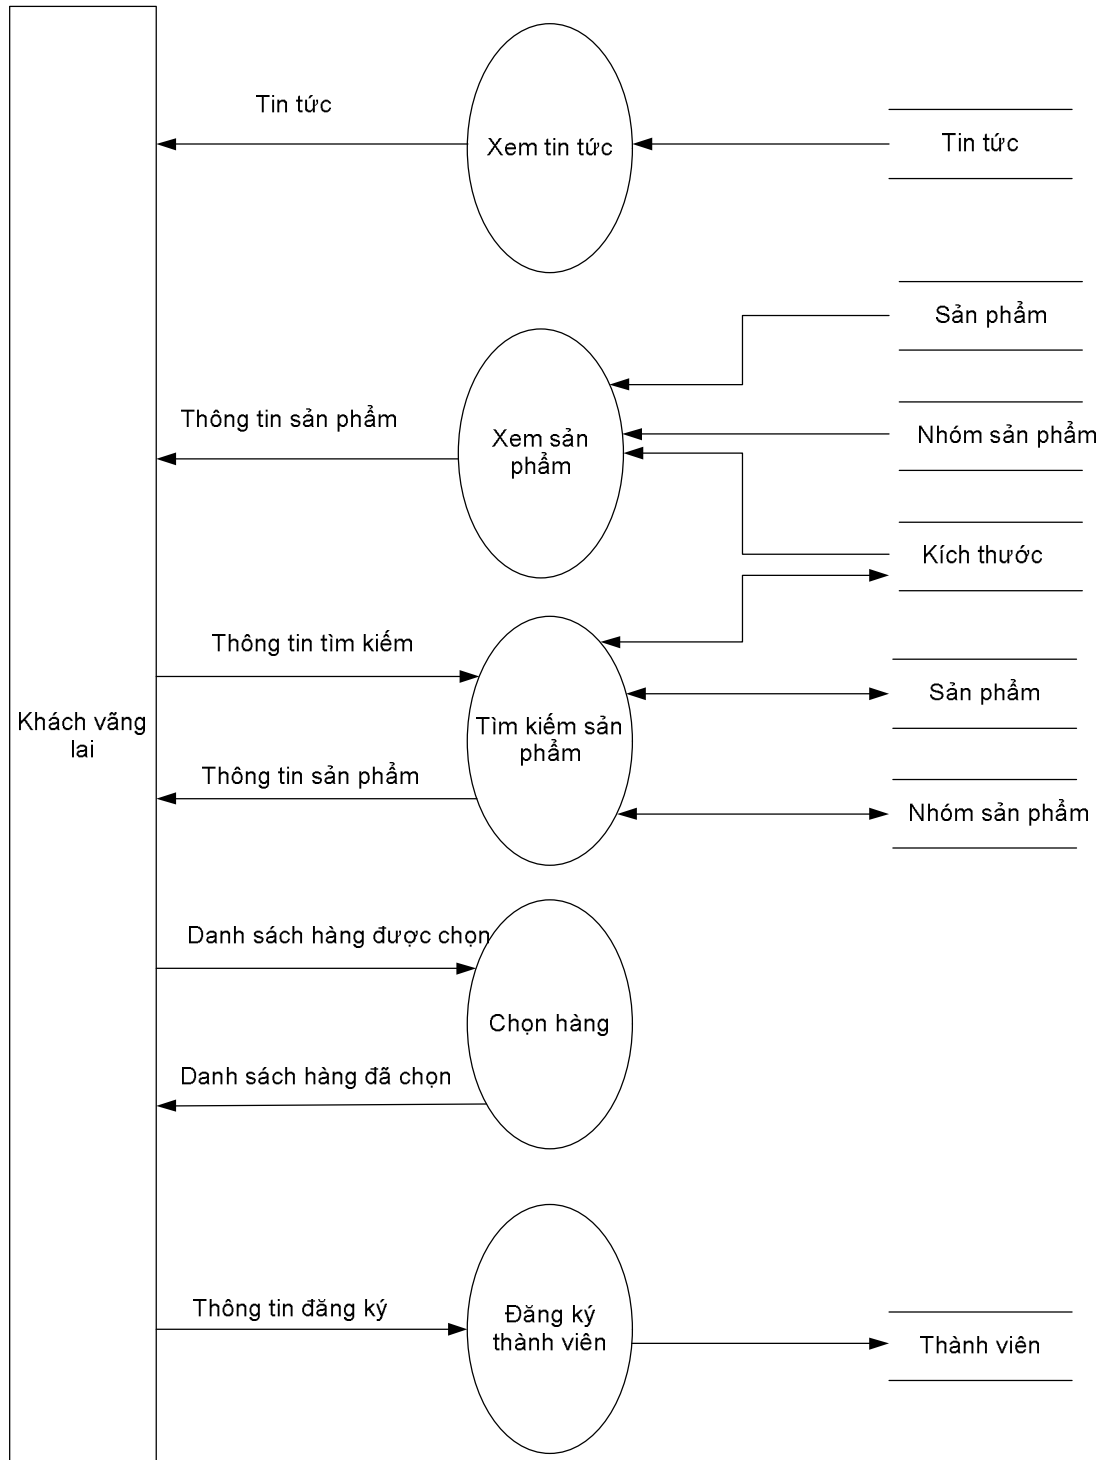 Tin tức
Xem tin tức
Tin tức
Sản phẩm
Thông tin sản phẩm
Xem sản
phẩm
Nhóm sản phẩm
Kích thước
Thông tin tìm kiếm
Khách vãng
lai
Tìm kiếm sản
phẩm
Sản phẩm
Thông tin sản phẩm
Nhóm sản phẩm
Danh sách hàng được chọn
Chọn hàng
Danh sách hàng đã chọn
Thông tin đăng ký
Đăng ký
thành viên
Thành viên